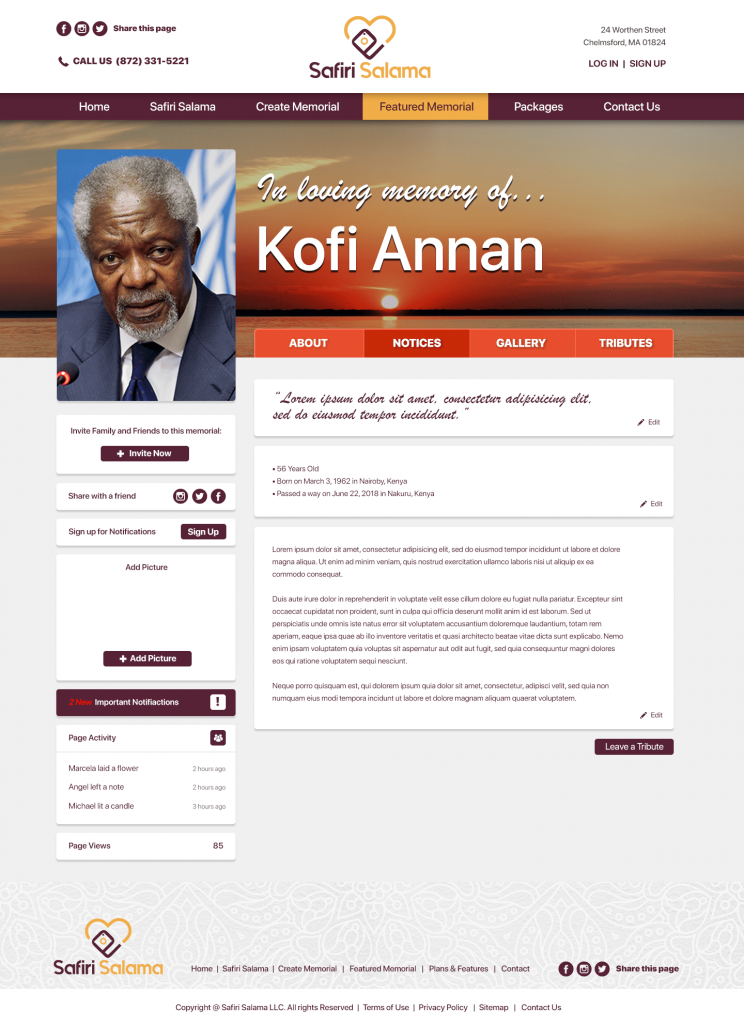 Share this page
CALL US (872) 331-5221
Safiri Salama
24 Worthen Street
Chelmsford, MA 01824
LOG IN | SIGN UP
Home Safiri Salama Create Memorial Featured Memorial Packages Contact Us
In loving memory of...
Kofi Annan
ABOUT NOTICES GALLERY TRIBUTES
Invite Family and Friends to this memorial:
Invite Now
Share with a friend
Sign up for Notifications Sign Up
Add Picture
Add Picture
2 New Important Notifiactions !
Page Activity
Marcela laid a flower 2 hours ago
Angel left a note 2 hours ago
Michael lit a candle 3 hours ago
Page Views 85
"Lorem ipsum dolor sit amet, consectetur adipisicing elit,
sed do eiusmod tempor incididunt."
Edit
• 56 Years Old
• Born on March 3, 1962 in Nairoby, Kenya
• Passed a way on June 22, 2018 in Nakuru, Kenya
Edit
Lorem ipsum dolor sit amet, consectetur adipisicing elit, sed do eiusmod tempor incididunt ut labore et dolore
magna aliqua. Ut enim ad minim veniam, quis nostrud exercitation ullamco laboris nisi ut aliquip ex ea
commodo consequat.
Duis aute irure dolor in reprehenderit in voluptate velit esse cillum dolore eu fugiat nulla pariatur. Excepteur sint
occaecat cupidatat non proident, sunt in culpa qui officia deserunt mollit anim id est laborum. Sed ut
perspiciatis unde omnis iste natus error sit voluptatem accusantium doloremque laudantium, totam rem
aperiam, eaque ipsa quae ab illo inventore veritatis et quasi architecto beatae vitae dicta sunt explicabo. Nemo
enim ipsam voluptatem quia voluptas sit aspernatur aut odit aut fugit, sed quia consequuntur magni dolores
eos qui ratione voluptatem sequi nesciunt.
Neque porro quisquam est, qui dolorem ipsum quia dolor sit amet, consectetur, adipisci velit, sed quia non
numquam eius modi tempora incidunt ut labore et dolore magnam aliquam quaerat voluptatem.
Edit
Leave a Tribute
Safiri Salama
Home | Safiri Salama | Create Memorial | Featured Memorial | Plans & Features | Contact
Share this page
Copyright @ Safiri Salama LLC. All rights Reserved | Terms of Use | Privacy Policy | Sitemap | Contact Us